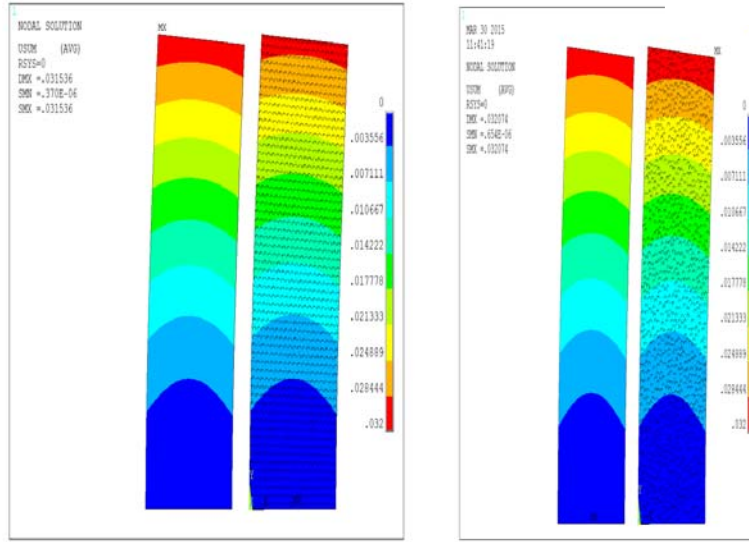 1
NODAL SOLUTION
USUM (AVG)
RSYS=0
DMX =.031536
SMN =.370E-06
SMX =.031536
MX
0
.003556
.007111
.010667
.014222
.017778
.021333
.024889
.028444
.032
1
MAR 30 2015
11:41:19
NODAL SOLUTION
USUM (AVG)
RSYS=0
DMX =.032074
SMN =.654E-06
SMX =.032074
MX
0
.003556
.007111
.010667
.014222
.017778
.021333
.024889
.028444
.032